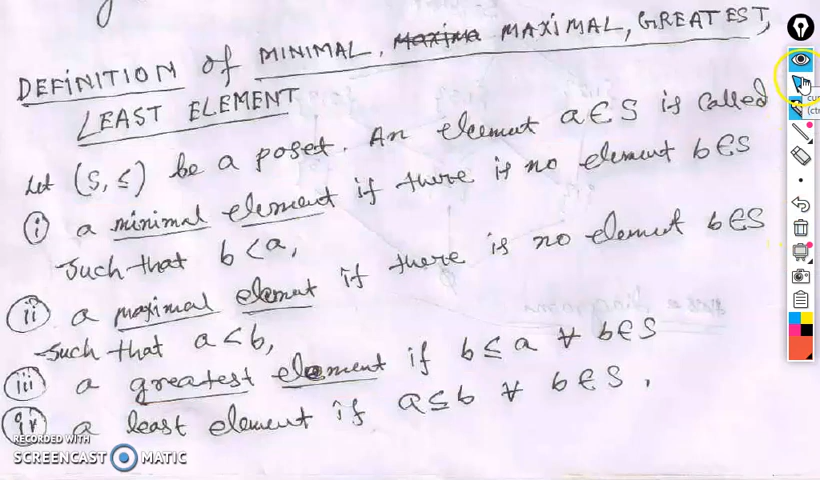 DEFINITION of MINIMAL, Maxima MAXIMAL, GREATEST,
LEAST ELEMENT
Let (S, ≤) be a poset. An element a∈S is called
(i) a minimal element if there is no element b∈S
such that b < a,
(ii) a maximal element if there is no element b∈S
such that a < b,
(iii) a greatest element if b ≤ a ∀ b∈S
(iv) a least element if a ≤ b ∀ b∈S.
RECORDED WITH
SCREENCAST MATIC